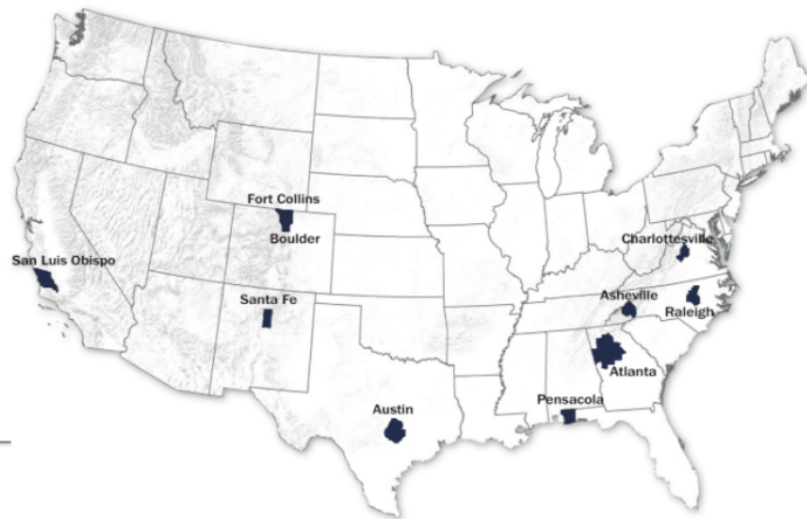 Fort Collins
Boulder
Charlottesville
San Luis Obispo
Santa Fe
Asheville
Raleigh
Atlanta
Pensacola
Austin